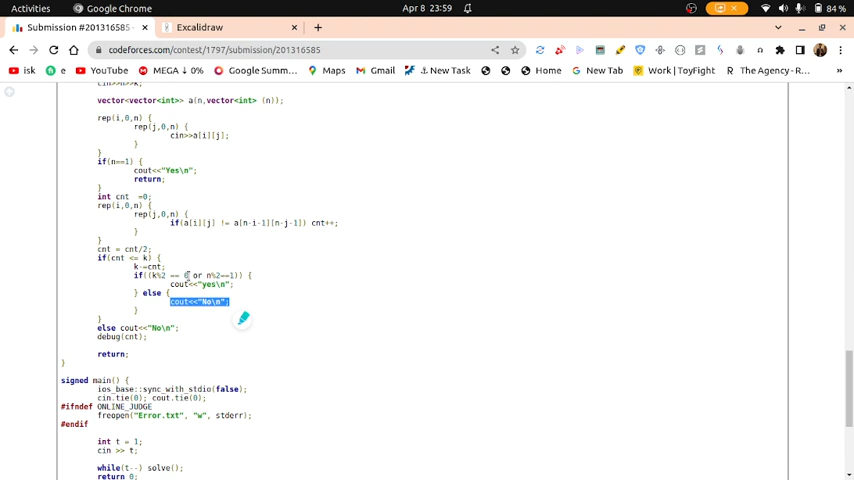 Activities Google Chrome Apr 8 23:59 84 %
Submission #201316585 - Excalidraw
codeforces.com/contest/1797/submission/201316585
isk e YouTube MEGA ↓ 0% Google Summ... Maps Gmail ⚓ New Task Home New Tab Work | ToyFight R The Agency - R... »
cin>>n>>k;
vector<vector<int>> a(n,vector<int> (n));
rep(i,0,n) {
rep(j,0,n) {
cin>>a[i][j];
}
}
if(n==1) {
cout<<"Yes\n";
return;
}
int cnt =0;
rep(i,0,n) {
rep(j,0,n) {
if(a[i][j] != a[n-i-1][n-j-1]) cnt++;
}
}
cnt = cnt/2;
if(cnt <= k) {
k-=cnt;
if((k%2 == 0 or n%2==1)) {
cout<<"yes\n";
} else {
cout<<"No\n";
}
}
else cout<<"No\n";
debug(cnt);
return;
}
signed main() {
ios_base::sync_with_stdio(false);
cin.tie(0); cout.tie(0);
#ifndef ONLINE_JUDGE
freopen("Error.txt", "w", stderr);
#endif
int t = 1;
cin >> t;
while(t--) solve();
return 0;